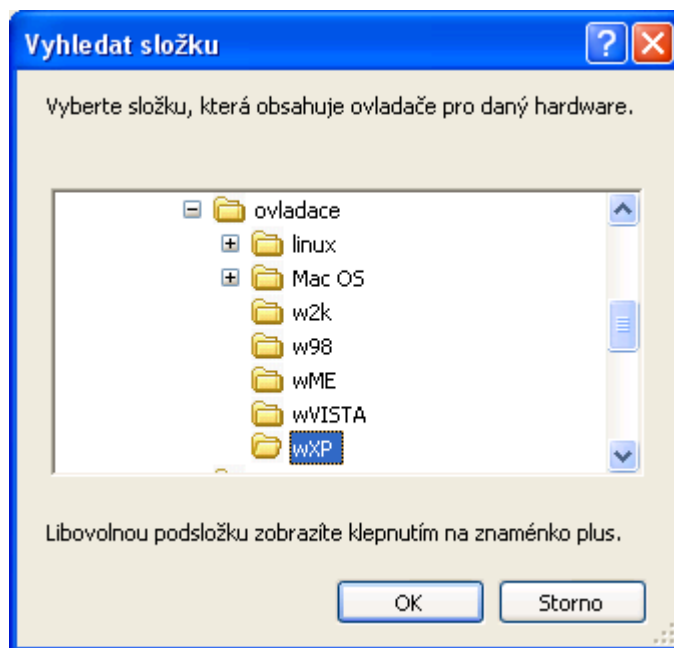 Vyhledat složku
Vyberte složku, která obsahuje ovladače pro daný hardware.
ovladace
linux
Mac OS
w2k
w98
wME
wVISTA
wXP
Libovolnou podsložku zobrazíte klepnutím na znaménko plus.
OK
Storno